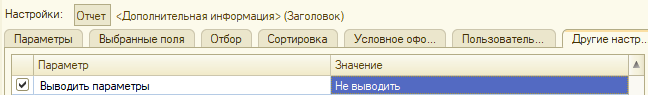 Настройки: Отчет <Дополнительная информация> (Заголовок)
Параметры Выбранные поля Отбор Сортировка Условное офо... Пользователь... Другие настр...
Параметр Значение
Выводить параметры Не выводить